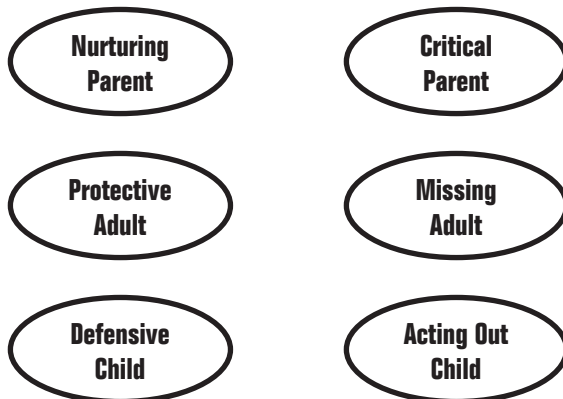 Nurturing
Parent
Critical
Parent
Protective
Adult
Missing
Adult
Defensive
Child
Acting Out
Child